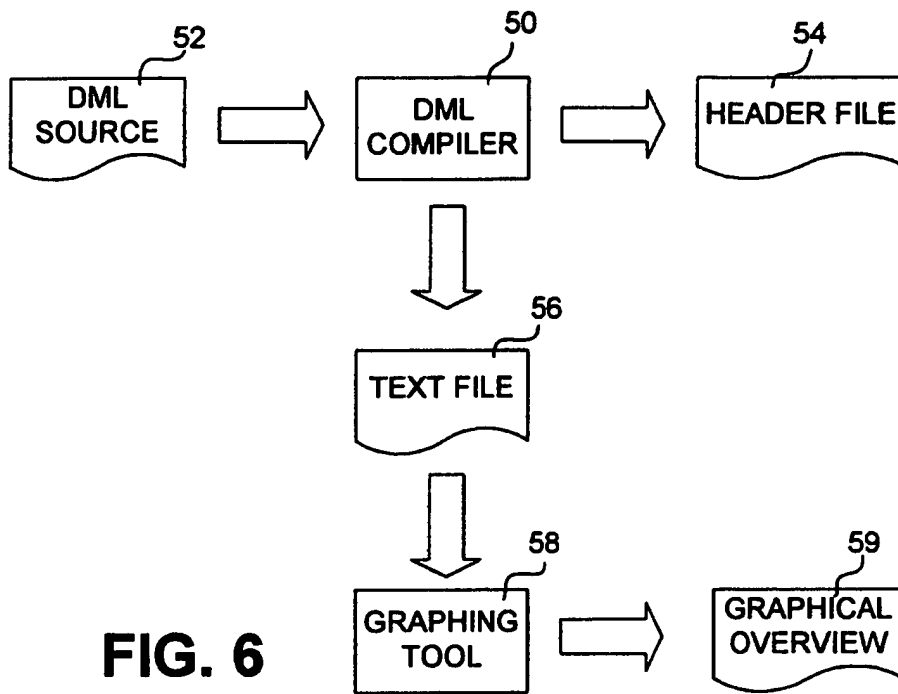 52
50
54
DML
SOURCE
DML
COMPILER
HEADER FILE
56
TEXT FILE
58
59
GRAPHING
TOOL
GRAPHICAL
OVERVIEW
FIG. 6